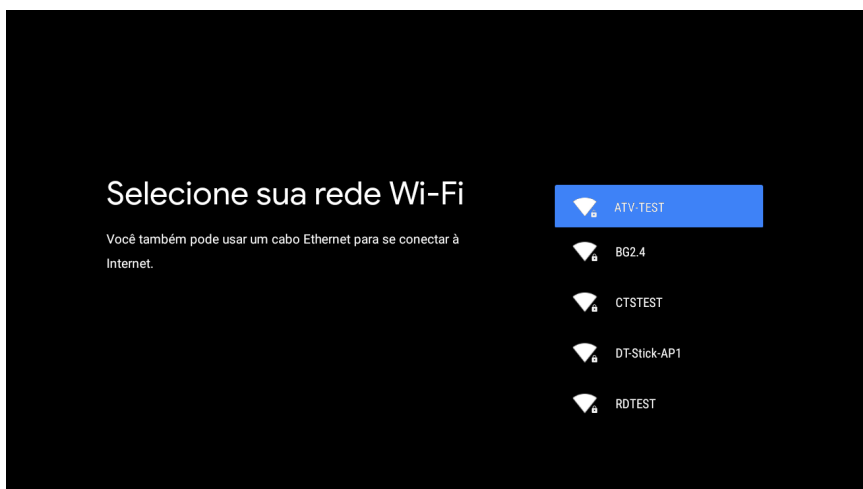 Selecione sua rede Wi-Fi
Você também pode usar um cabo Ethernet para se conectar à
Internet.
ATV-TEST
BG2.4
CTSTEST
DT-Stick-AP1
RDTEST